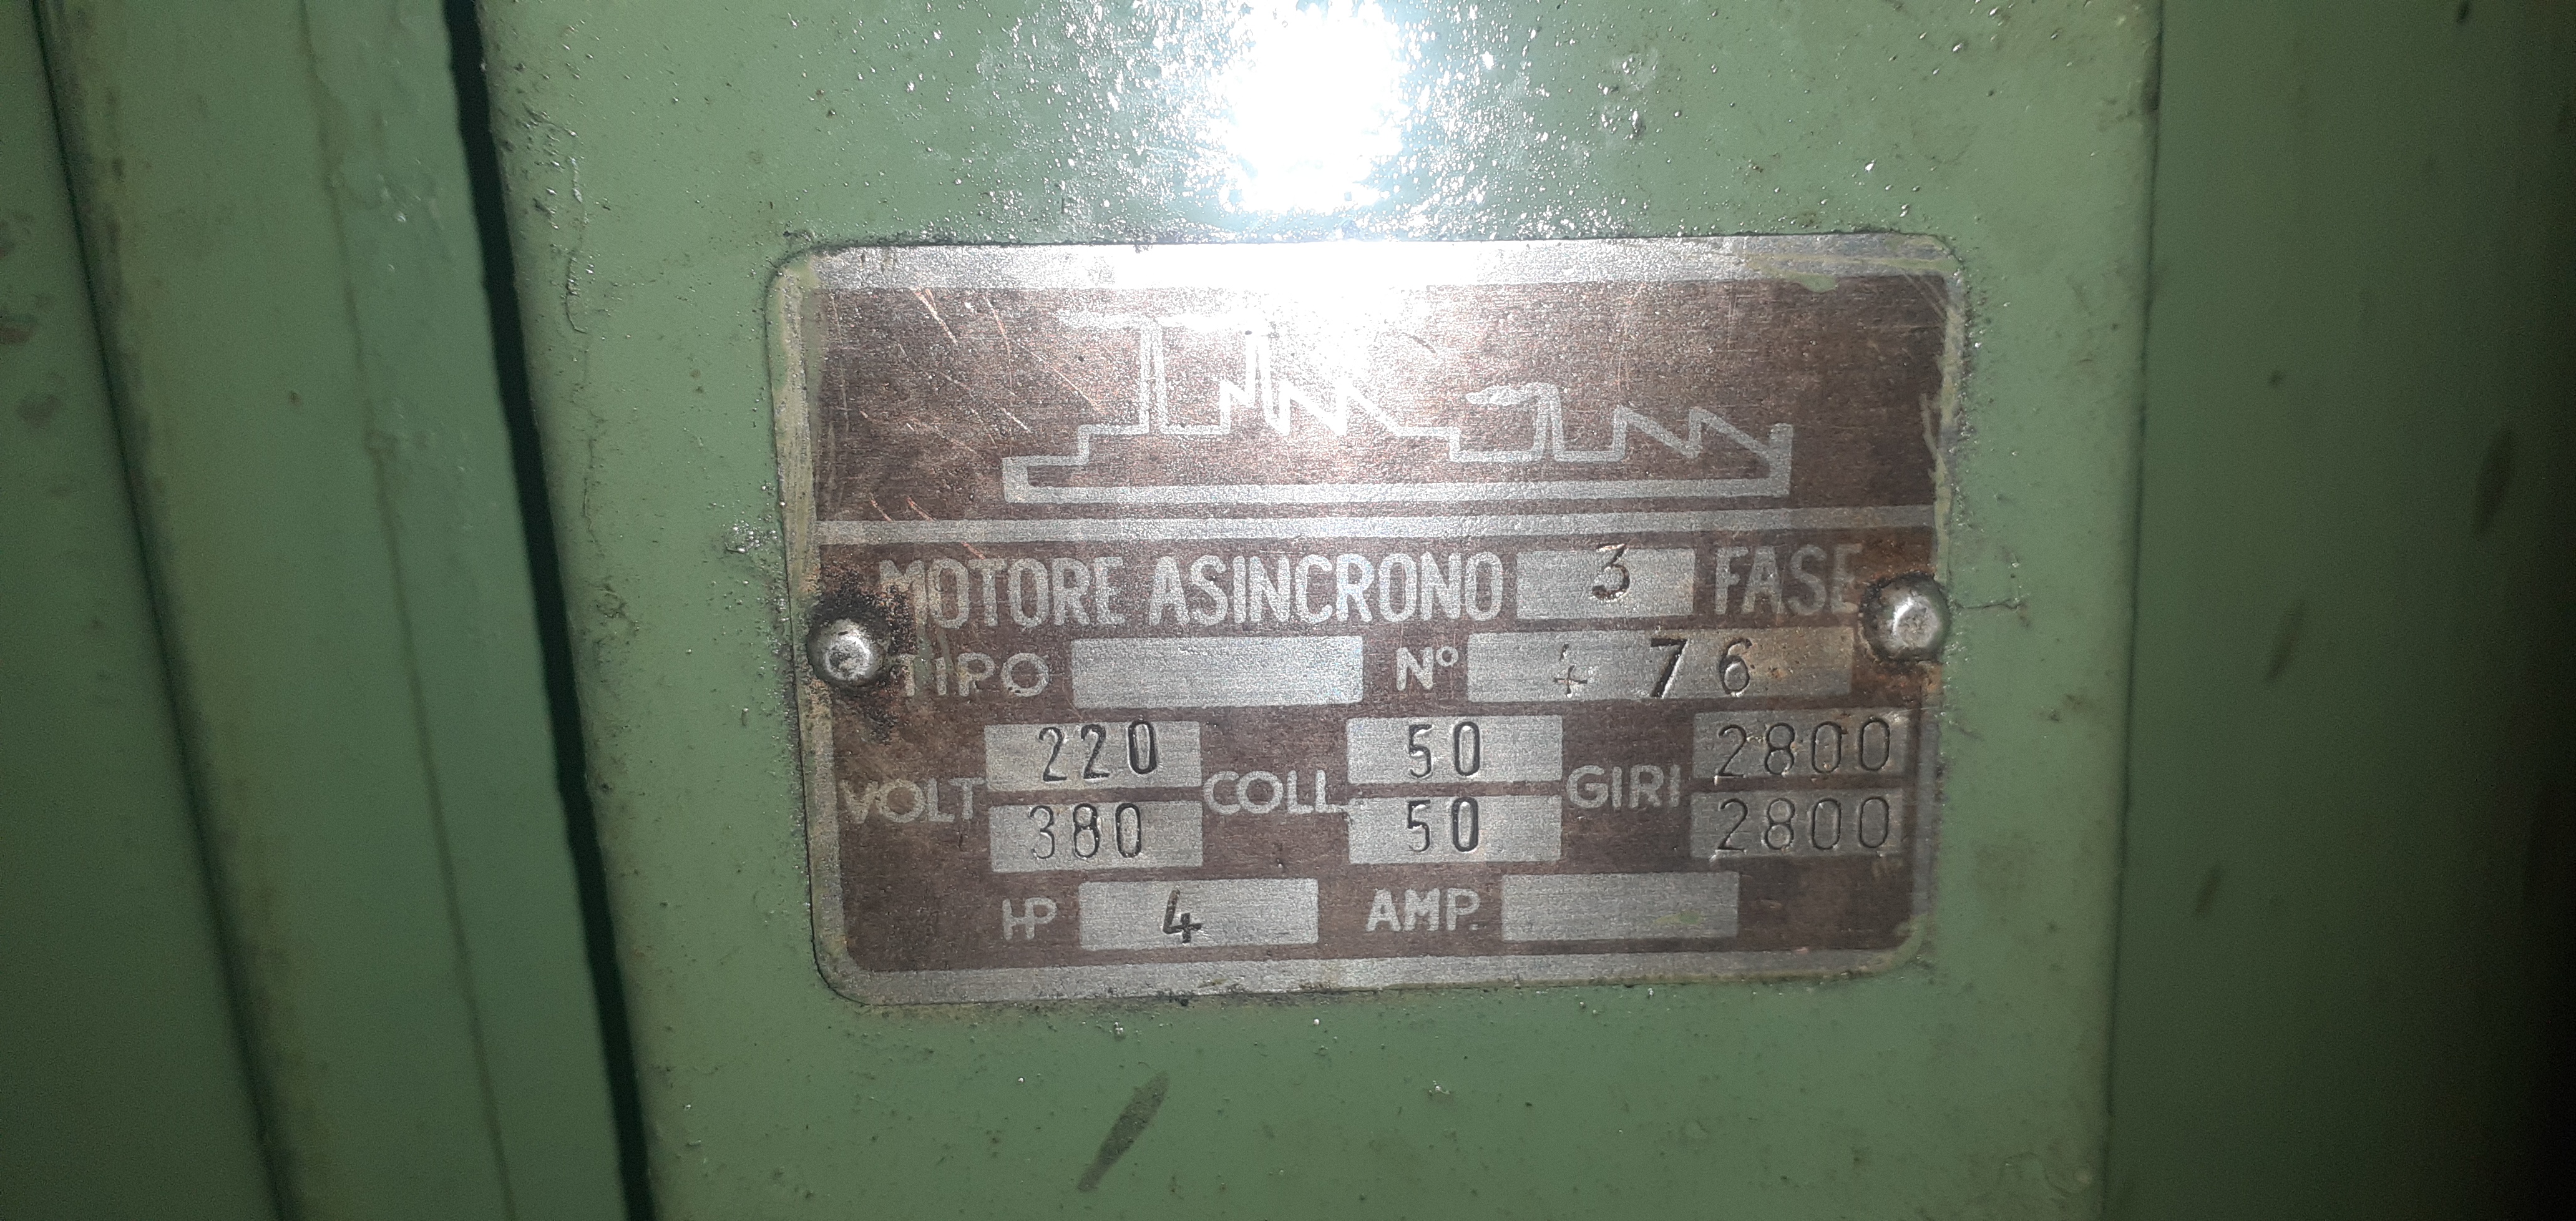 MOTORE ASINCRONO 3 FASE
TIPO N° 76
VOLT 220 COLL 50 GIRI 2800
380 50 2800
HP 4 AMP.